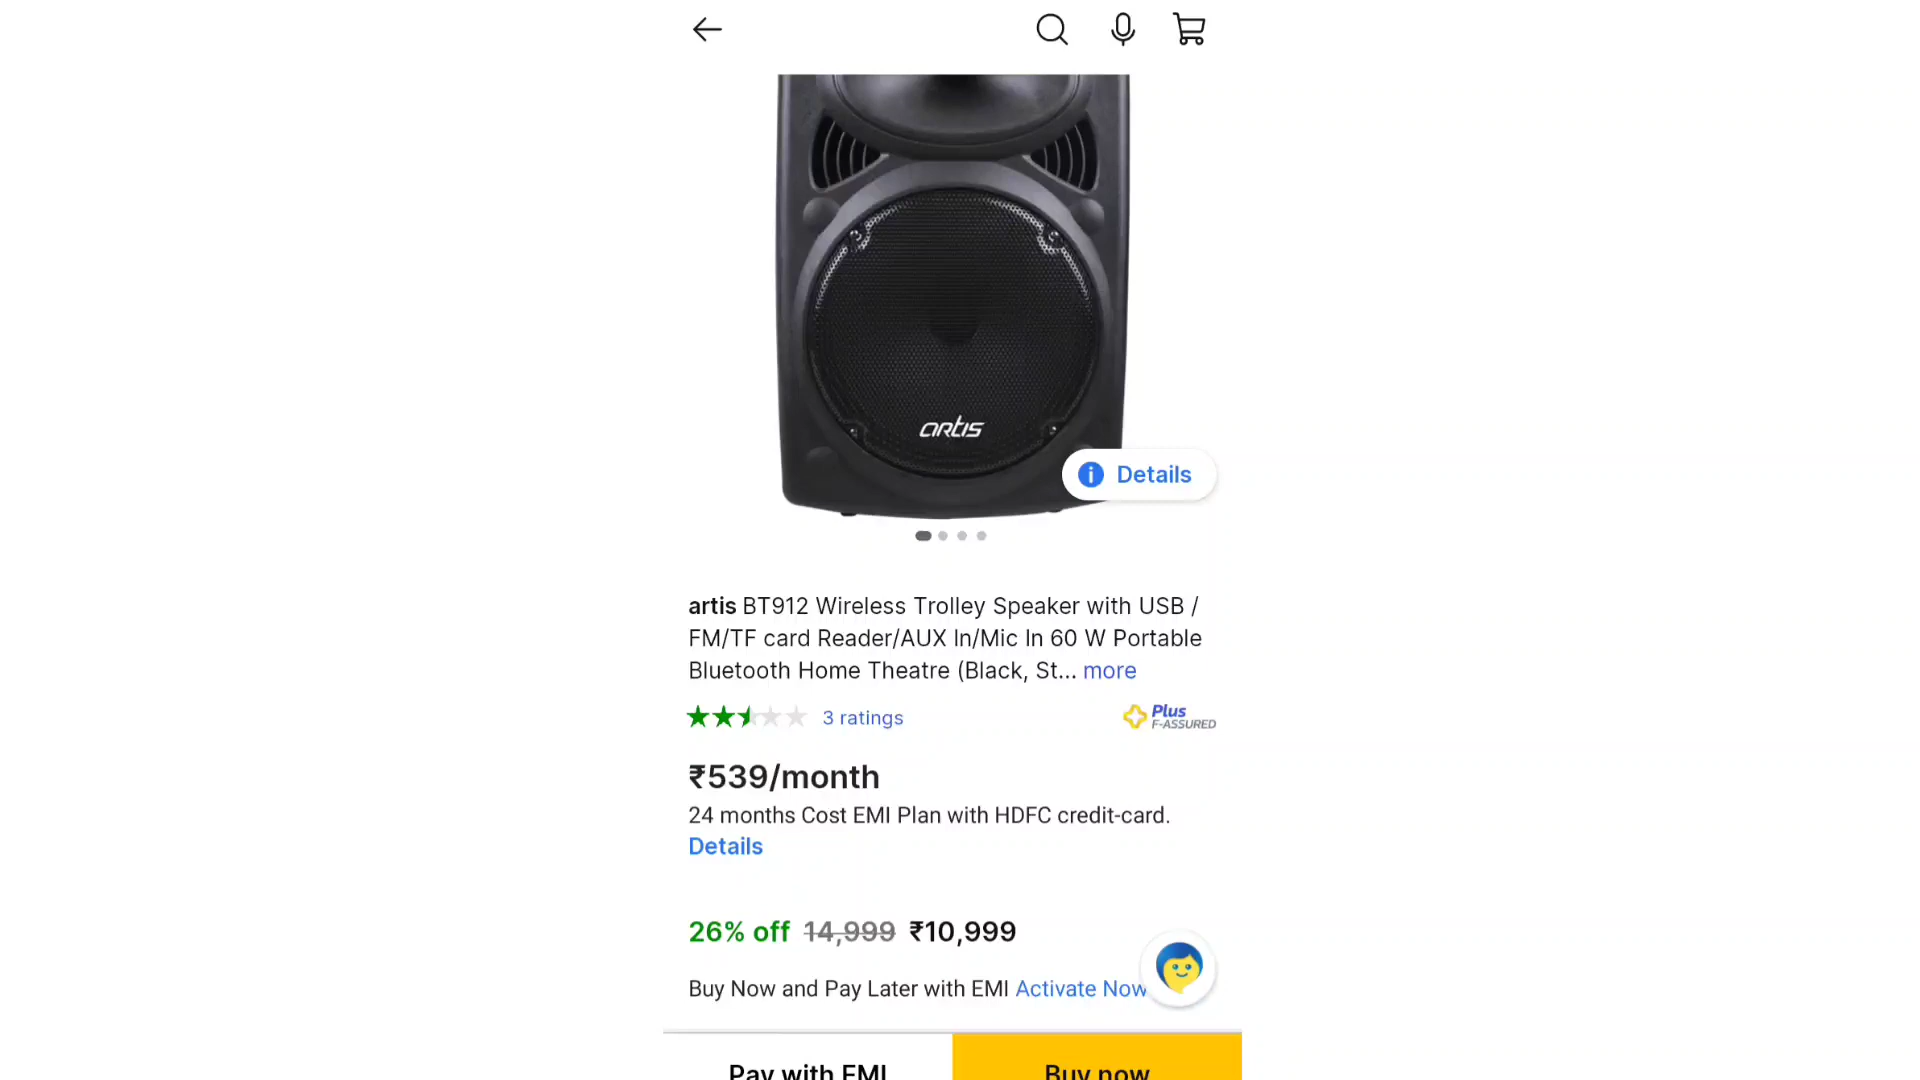 artis
Details
artis BT912 Wireless Trolley Speaker with USB /
FM/TF card Reader/AUX In/Mic In 60 W Portable
Bluetooth Home Theatre (Black, St... more
3 ratings
Plus
F-ASSURED
₹539/month
24 months Cost EMI Plan with HDFC credit-card.
Details
26% off 14,999 ₹10,999
Buy Now and Pay Later with EMI Activate Now
Pay with EMI
Buy now